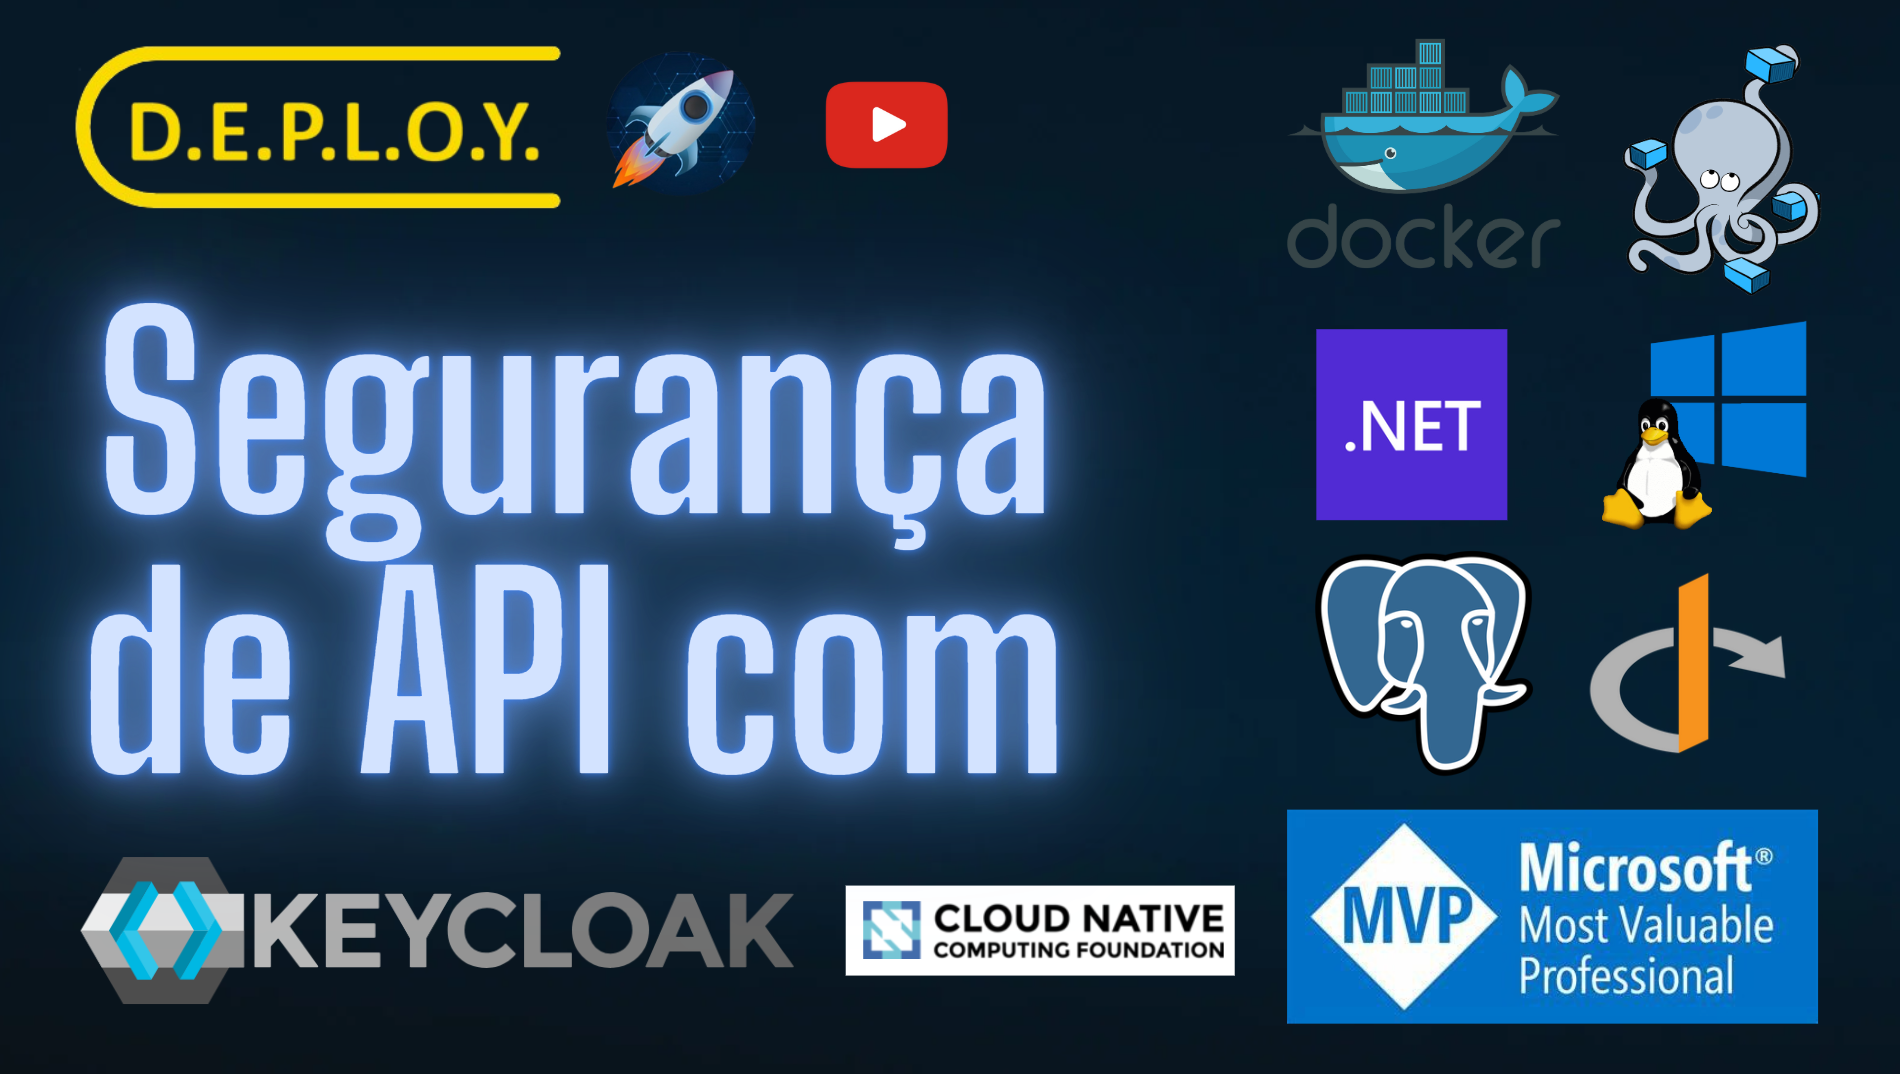 D.E.P.L.O.Y.
docker
Segurança
de API com
.NET
KEYCLOAK
CLOUD NATIVE
COMPUTING FOUNDATION
MVP
Microsoft®
Most Valuable
Professional